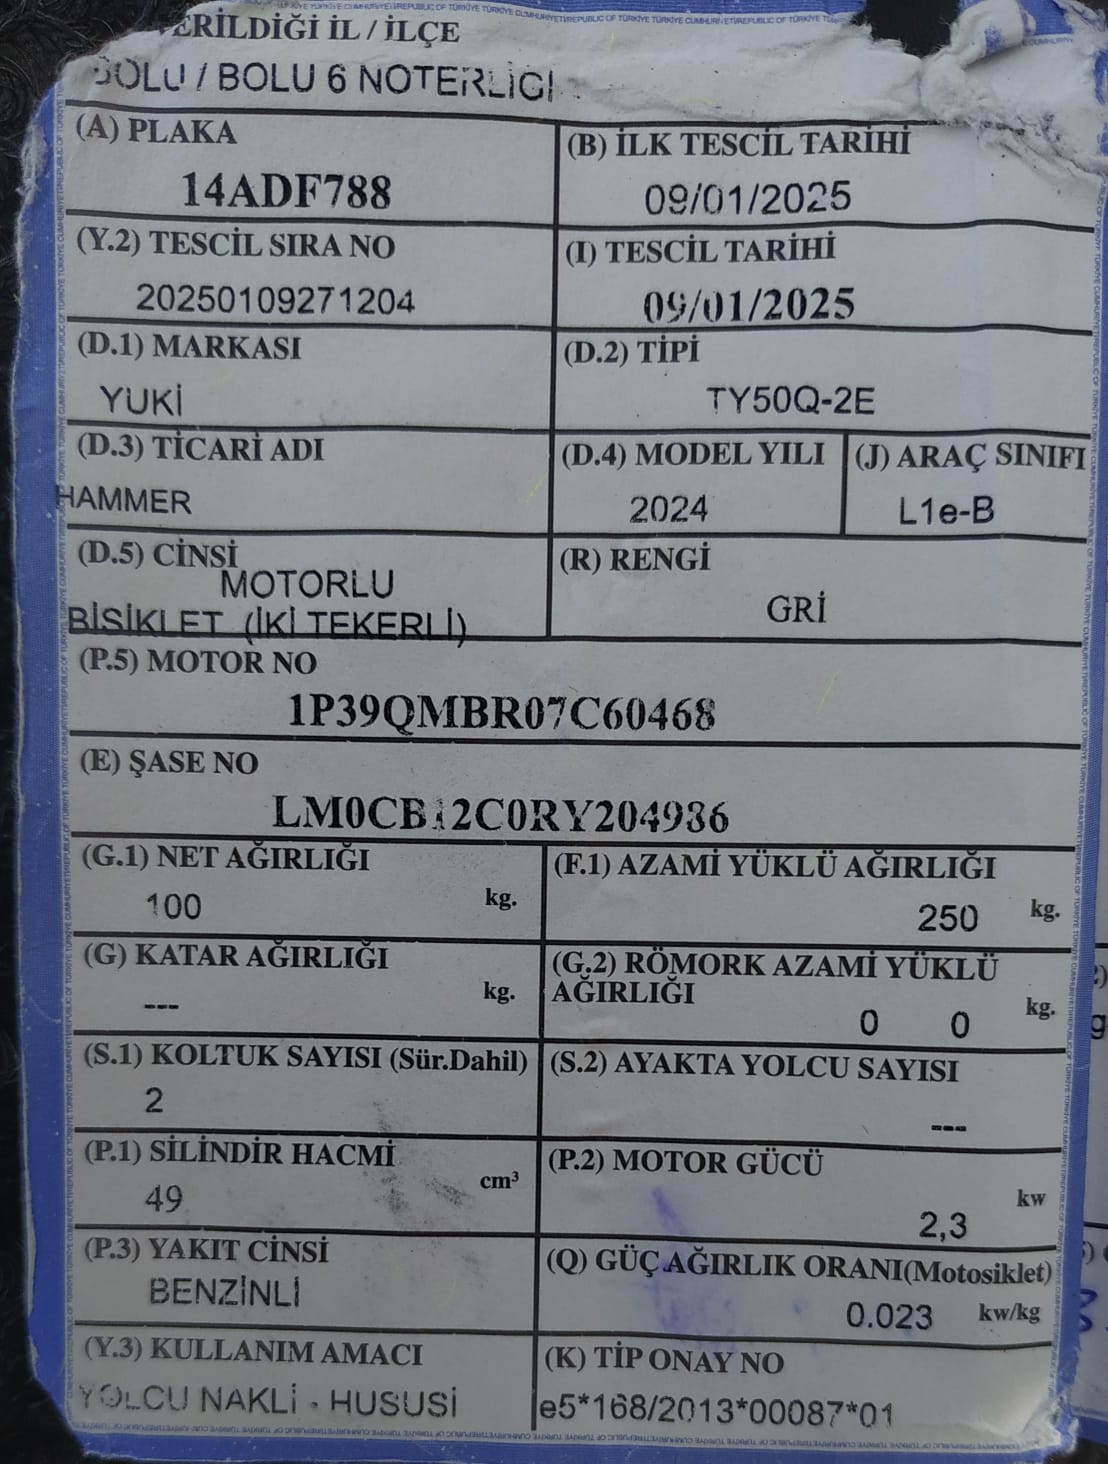 ERİLDİĞİ İL / İLÇE
BOLU / BOLU 6 NOTERLİĞİ
(A) PLAKA
14ADF788
(B) İLK TESCİL TARİHİ
09/01/2025
(Y.2) TESCİL SIRA NO
20250109271204
(I) TESCİL TARİHİ
09/01/2025
(D.1) MARKASI
YUKİ
(D.2) TİPİ
TY50Q-2E
(D.3) TİCARİ ADI
HAMMER
(D.4) MODEL YILI
2024
(J) ARAÇ SINIFI
L1e-B
(D.5) CİNSİ
MOTORLU
BİSİKLET (İKİ TEKERLİ)
(R) RENGİ
GRİ
(P.5) MOTOR NO
1P39QMBR07C60468
(E) ŞASE NO
LM0CB12C0RY204936
(G.1) NET AĞIRLIĞI
100 kg.
(F.1) AZAMİ YÜKLÜ AĞIRLIĞI
250 kg.
(G) KATAR AĞIRLIĞI
--- kg.
(G.2) RÖMORK AZAMİ YÜKLÜ
AĞIRLIĞI
0 0 kg.
(S.1) KOLTUK SAYISI (Sür.Dahil)
2
(S.2) AYAKTA YOLCU SAYISI
---
(P.1) SİLİNDİR HACMİ
49 cm³
(P.2) MOTOR GÜCÜ
2,3 kw
(P.3) YAKIT CİNSİ
BENZİNLİ
(Q) GÜÇ AĞIRLIK ORANI(Motosiklet)
0.023 kw/kg
(Y.3) KULLANIM AMACI
YOLCU NAKLİ - HUSUSİ
(K) TİP ONAY NO
e5*168/2013*00087*01